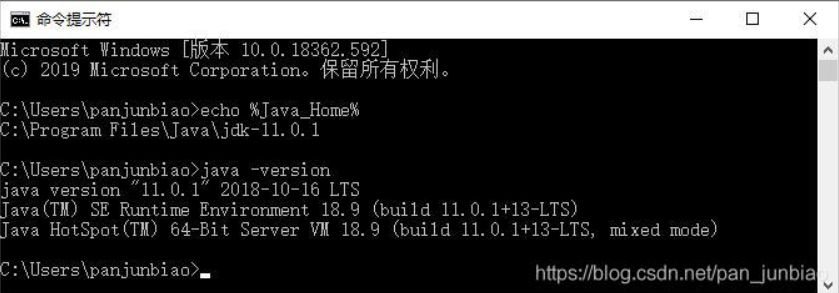 命令提示符
Microsoft Windows [版本 10.0.18362.592]
(c) 2019 Microsoft Corporation。保留所有权利。
C:\Users\panjunbiao>echo %Java_Home%
C:\Program Files\Java\jdk-11.0.1
C:\Users\panjunbiao>java -version
java version "11.0.1" 2018-10-16 LTS
Java(TM) SE Runtime Environment 18.9 (build 11.0.1+13-LTS)
Java HotSpot(TM) 64-Bit Server VM 18.9 (build 11.0.1+13-LTS, mixed mode)
C:\Users\panjunbiao>
https://blog.csdn.net/pan_junbiao